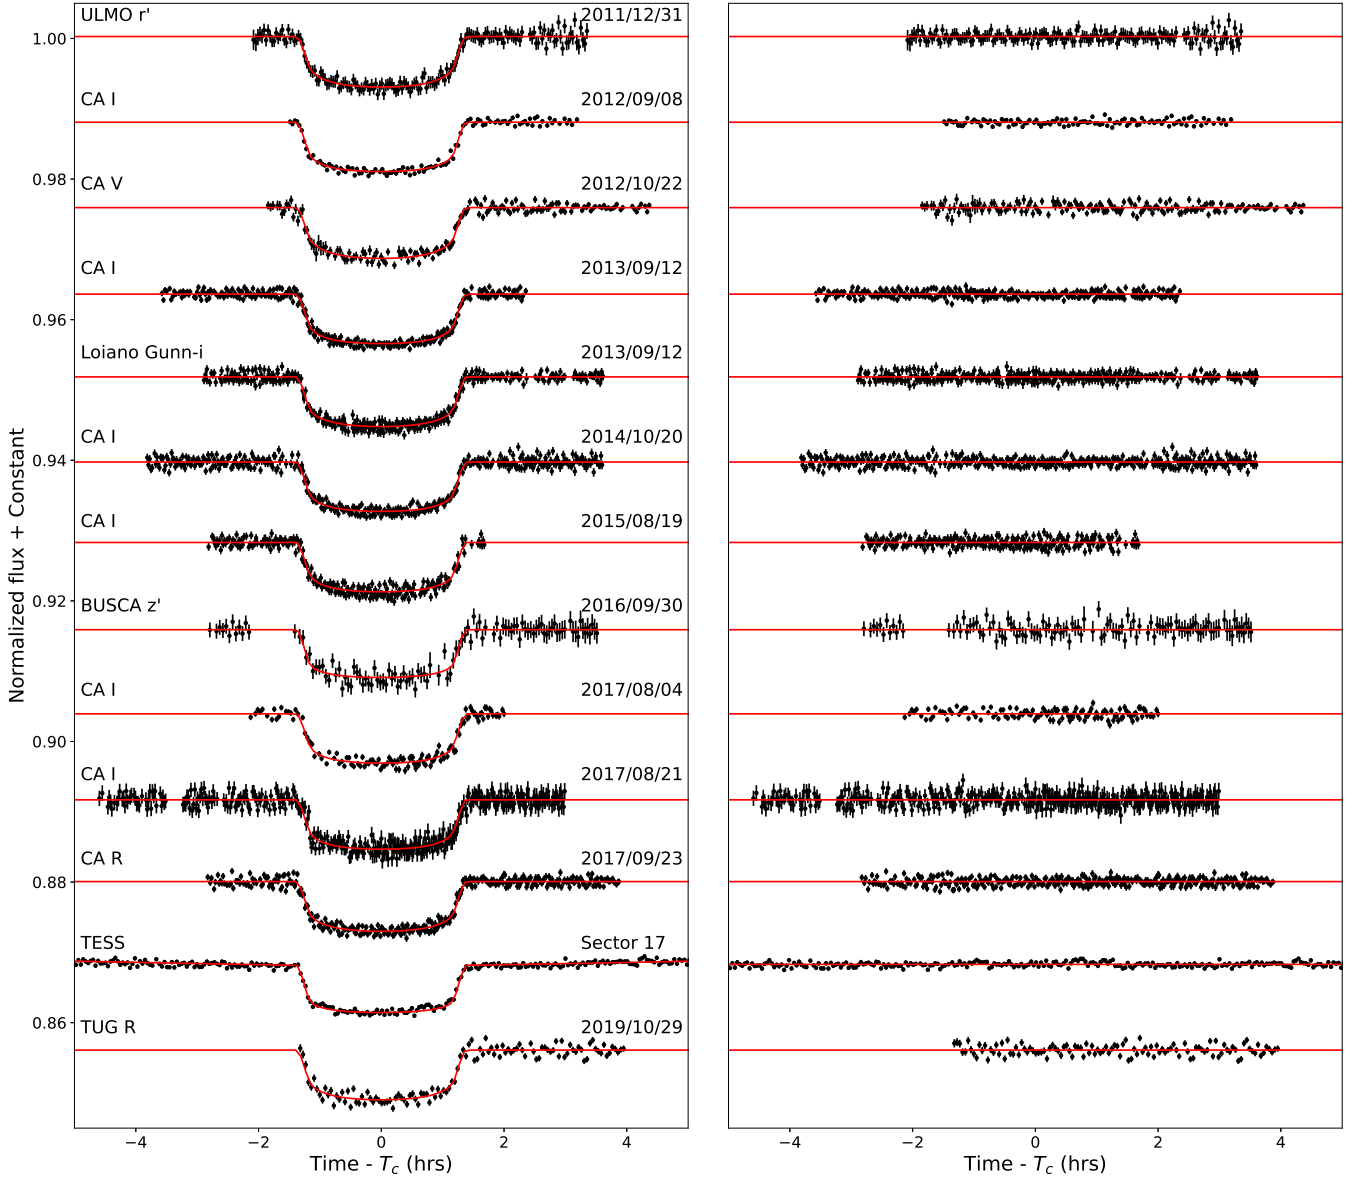 ULMO r'
2011/12/31
1.00
CA I
2012/09/08
0.98
CA V
2012/10/22
CA I
2013/09/12
0.96
Loiano Gunn-i
2013/09/12
CA I
2014/10/20
0.94
CA I
2015/08/19
0.92
BUSCA z'
2016/09/30
CA I
2017/08/04
0.90
CA I
2017/08/21
CA R
2017/09/23
0.88
TESS
Sector 17
0.86
TUG R
2019/10/29
Normalized flux + Constant
−4 −2 0 2 4
Time - T_c (hrs)
−4 −2 0 2 4
Time - T_c (hrs)